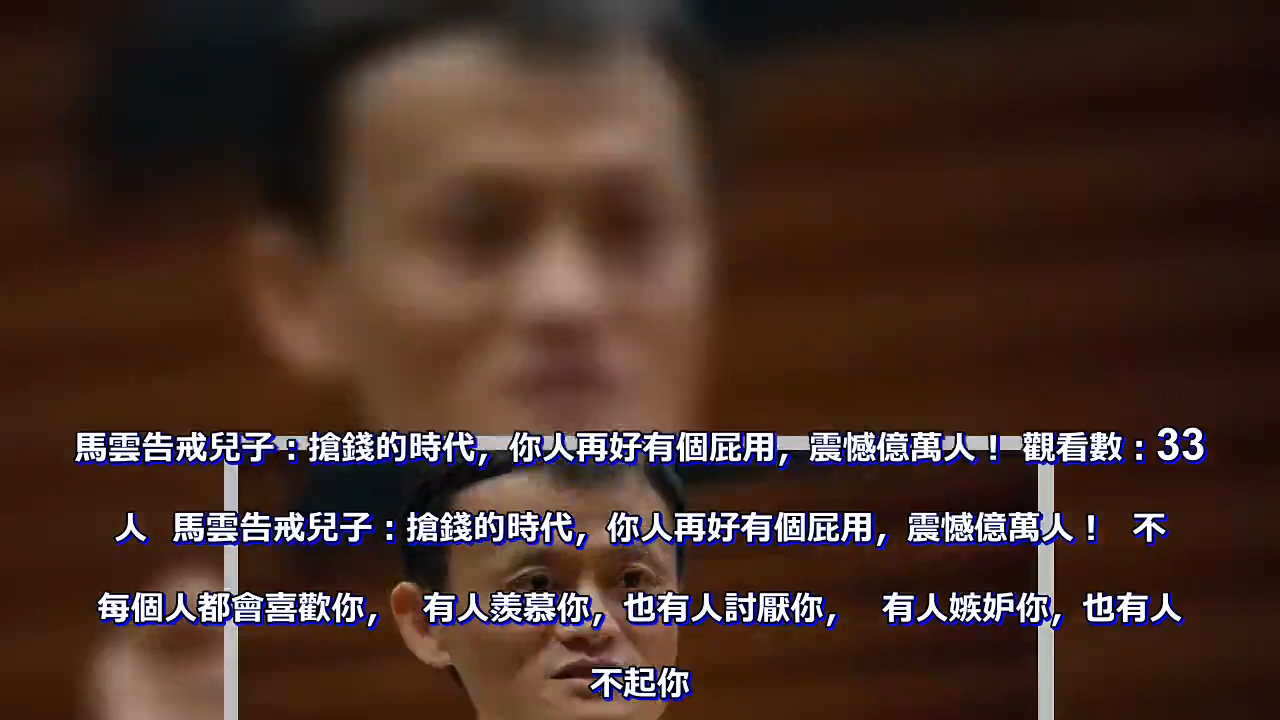 馬雲告戒兒子：搶錢的時代，你人再好有個屁用，震憾億萬人！ 觀看數：33
人 馬雲告戒兒子：搶錢的時代，你人再好有個屁用，震憾億萬人！ 不
每個人都會喜歡你， 有人羨慕你，也有人討厭你， 有人嫉妒你，也有人
不起你